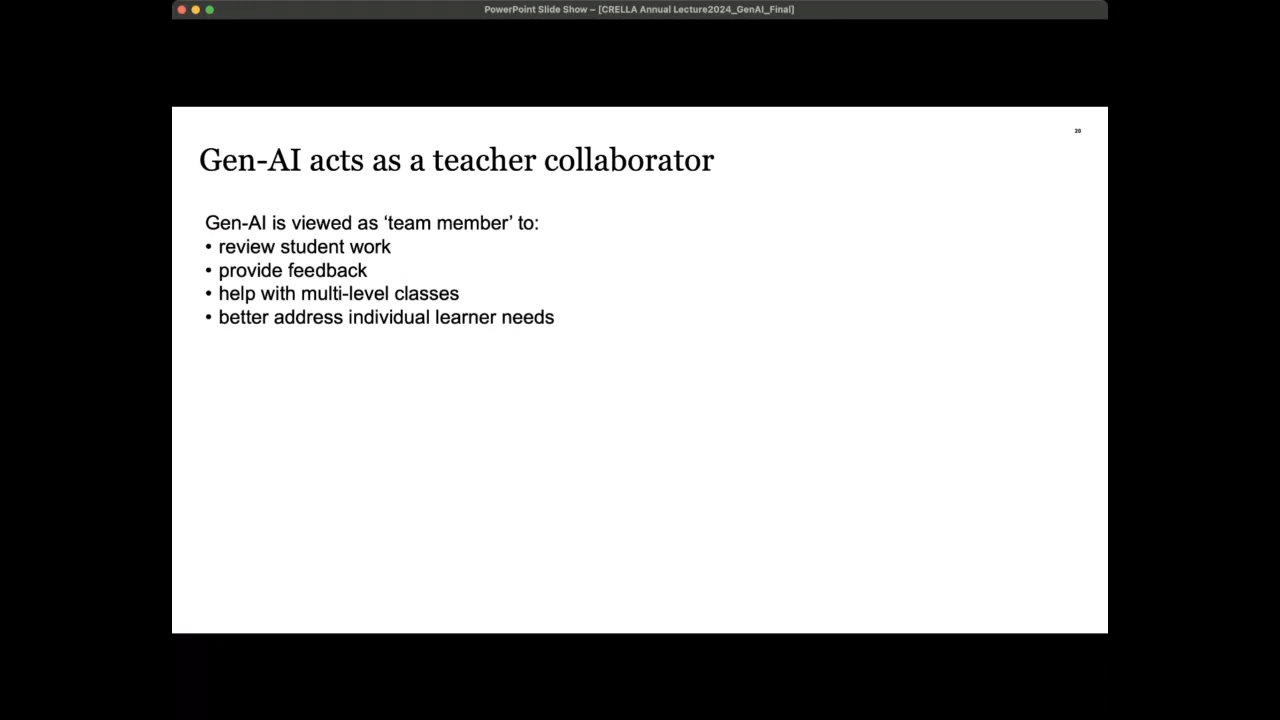 PowerPoint Slide Show – [CRELLA Annual Lecture2024_GenAI_Final]
20
Gen-AI acts as a teacher collaborator
Gen-AI is viewed as ‘team member’ to:
• review student work
• provide feedback
• help with multi-level classes
• better address individual learner needs